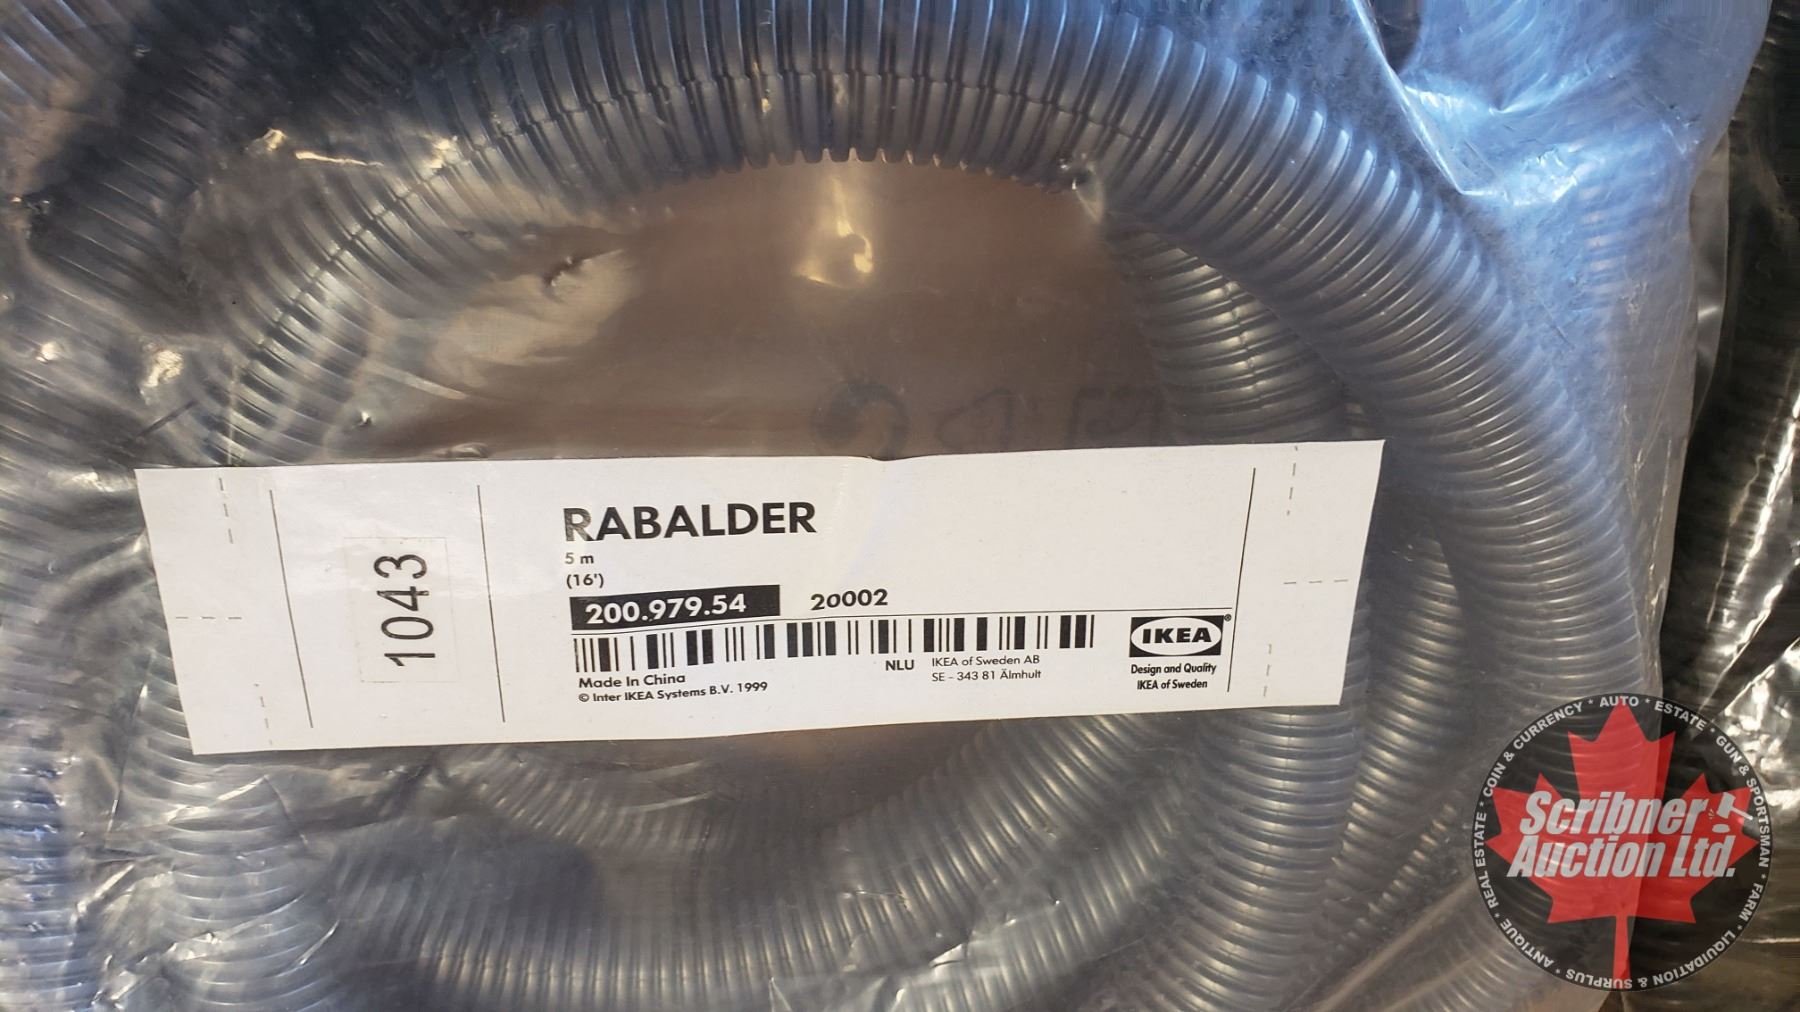 RABALDER
5 m
(16')
200.979.54 20002
1043
IKEA®
NLU IKEA of Sweden AB
SE - 343 81 Älmhult
Made In China
© Inter IKEA Systems B.V. 1999
Design and Quality
IKEA of Sweden
Scribner
Auction Ltd.
ANTIQUE * REAL ESTATE * COIN & CURRENCY * AUTO * ESTATE * GUN & SPORTSMAN * FARM * LIQUIDATION & SURPLUS *